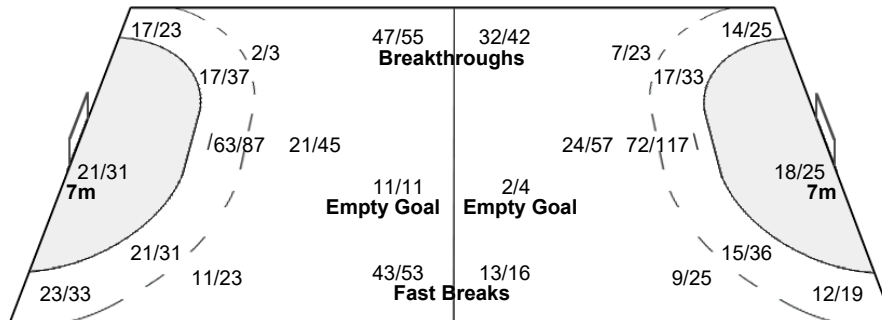 17/23 47/55 32/42 14/25
2/3 Breakthroughs 7/23
17/37 17/33
63/87 21/45 24/57 72/117
21/31 18/25
7m 11/11 2/4 7m
Empty Goal Empty Goal
21/31 15/36
11/23 43/53 13/16 9/25
23/33 Fast Breaks 12/19